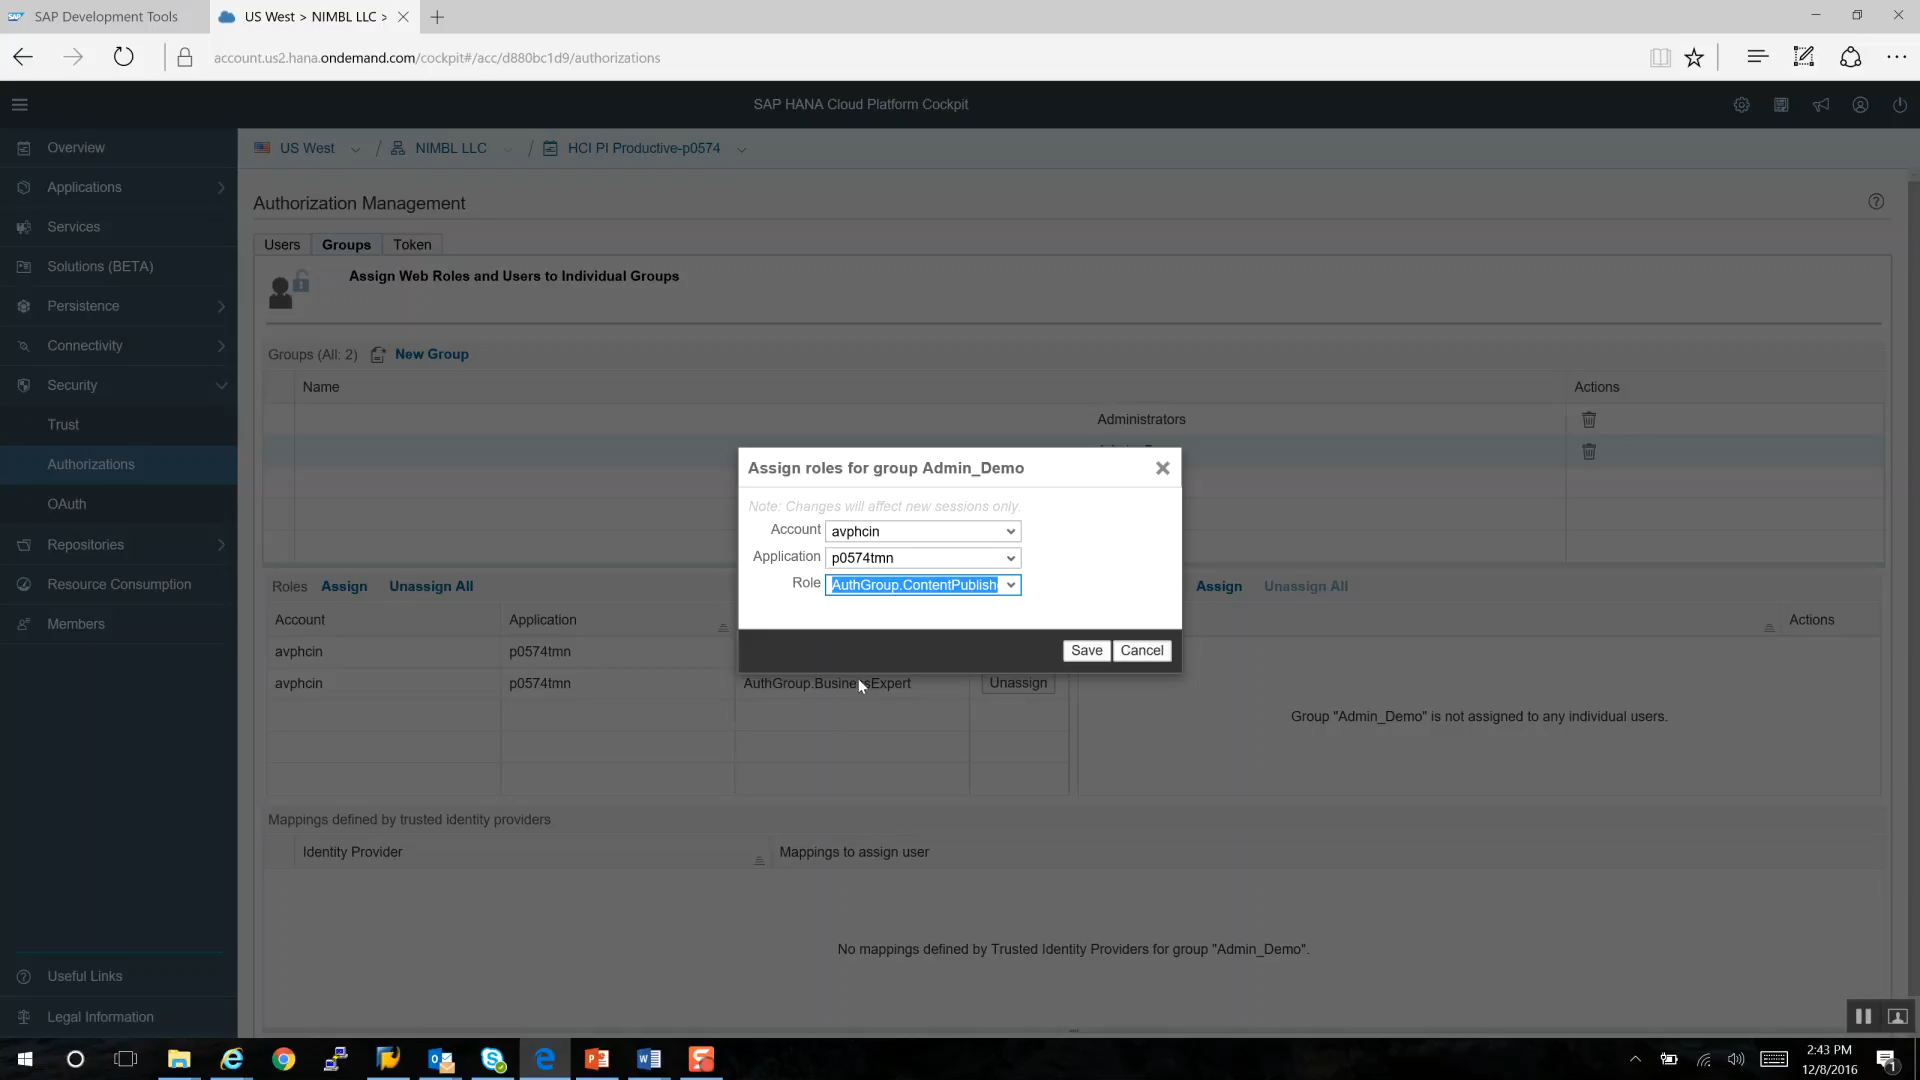 SAP Development Tools
US West > NIMBL LLC >
account.us2.hana.ondemand.com/cockpit#/acc/d880bc1d9/authorizations
SAP HANA Cloud Platform Cockpit
Overview
Applications
Services
Solutions (BETA)
Persistence
Connectivity
Security
Trust
Authorizations
OAuth
Repositories
Resource Consumption
Members
Useful Links
Legal Information
US West / NIMBL LLC / HCI PI Productive-p0574
Authorization Management
Users Groups Token
Assign Web Roles and Users to Individual Groups
Groups (All: 2) New Group
Name Actions
Administrators
Assign roles for group Admin_Demo
Note: Changes will affect new sessions only.
Account avphcin
Application p0574tmn
Role AuthGroup.ContentPublish
Save Cancel
Roles Assign Unassign All
Assign Unassign All
Account Application
Actions
avphcin p0574tmn
avphcin p0574tmn AuthGroup.BusinessExpert Unassign
Group "Admin_Demo" is not assigned to any individual users.
Mappings defined by trusted identity providers
Identity Provider Mappings to assign user
No mappings defined by Trusted Identity Providers for group "Admin_Demo".
2:43 PM
12/8/2016
1